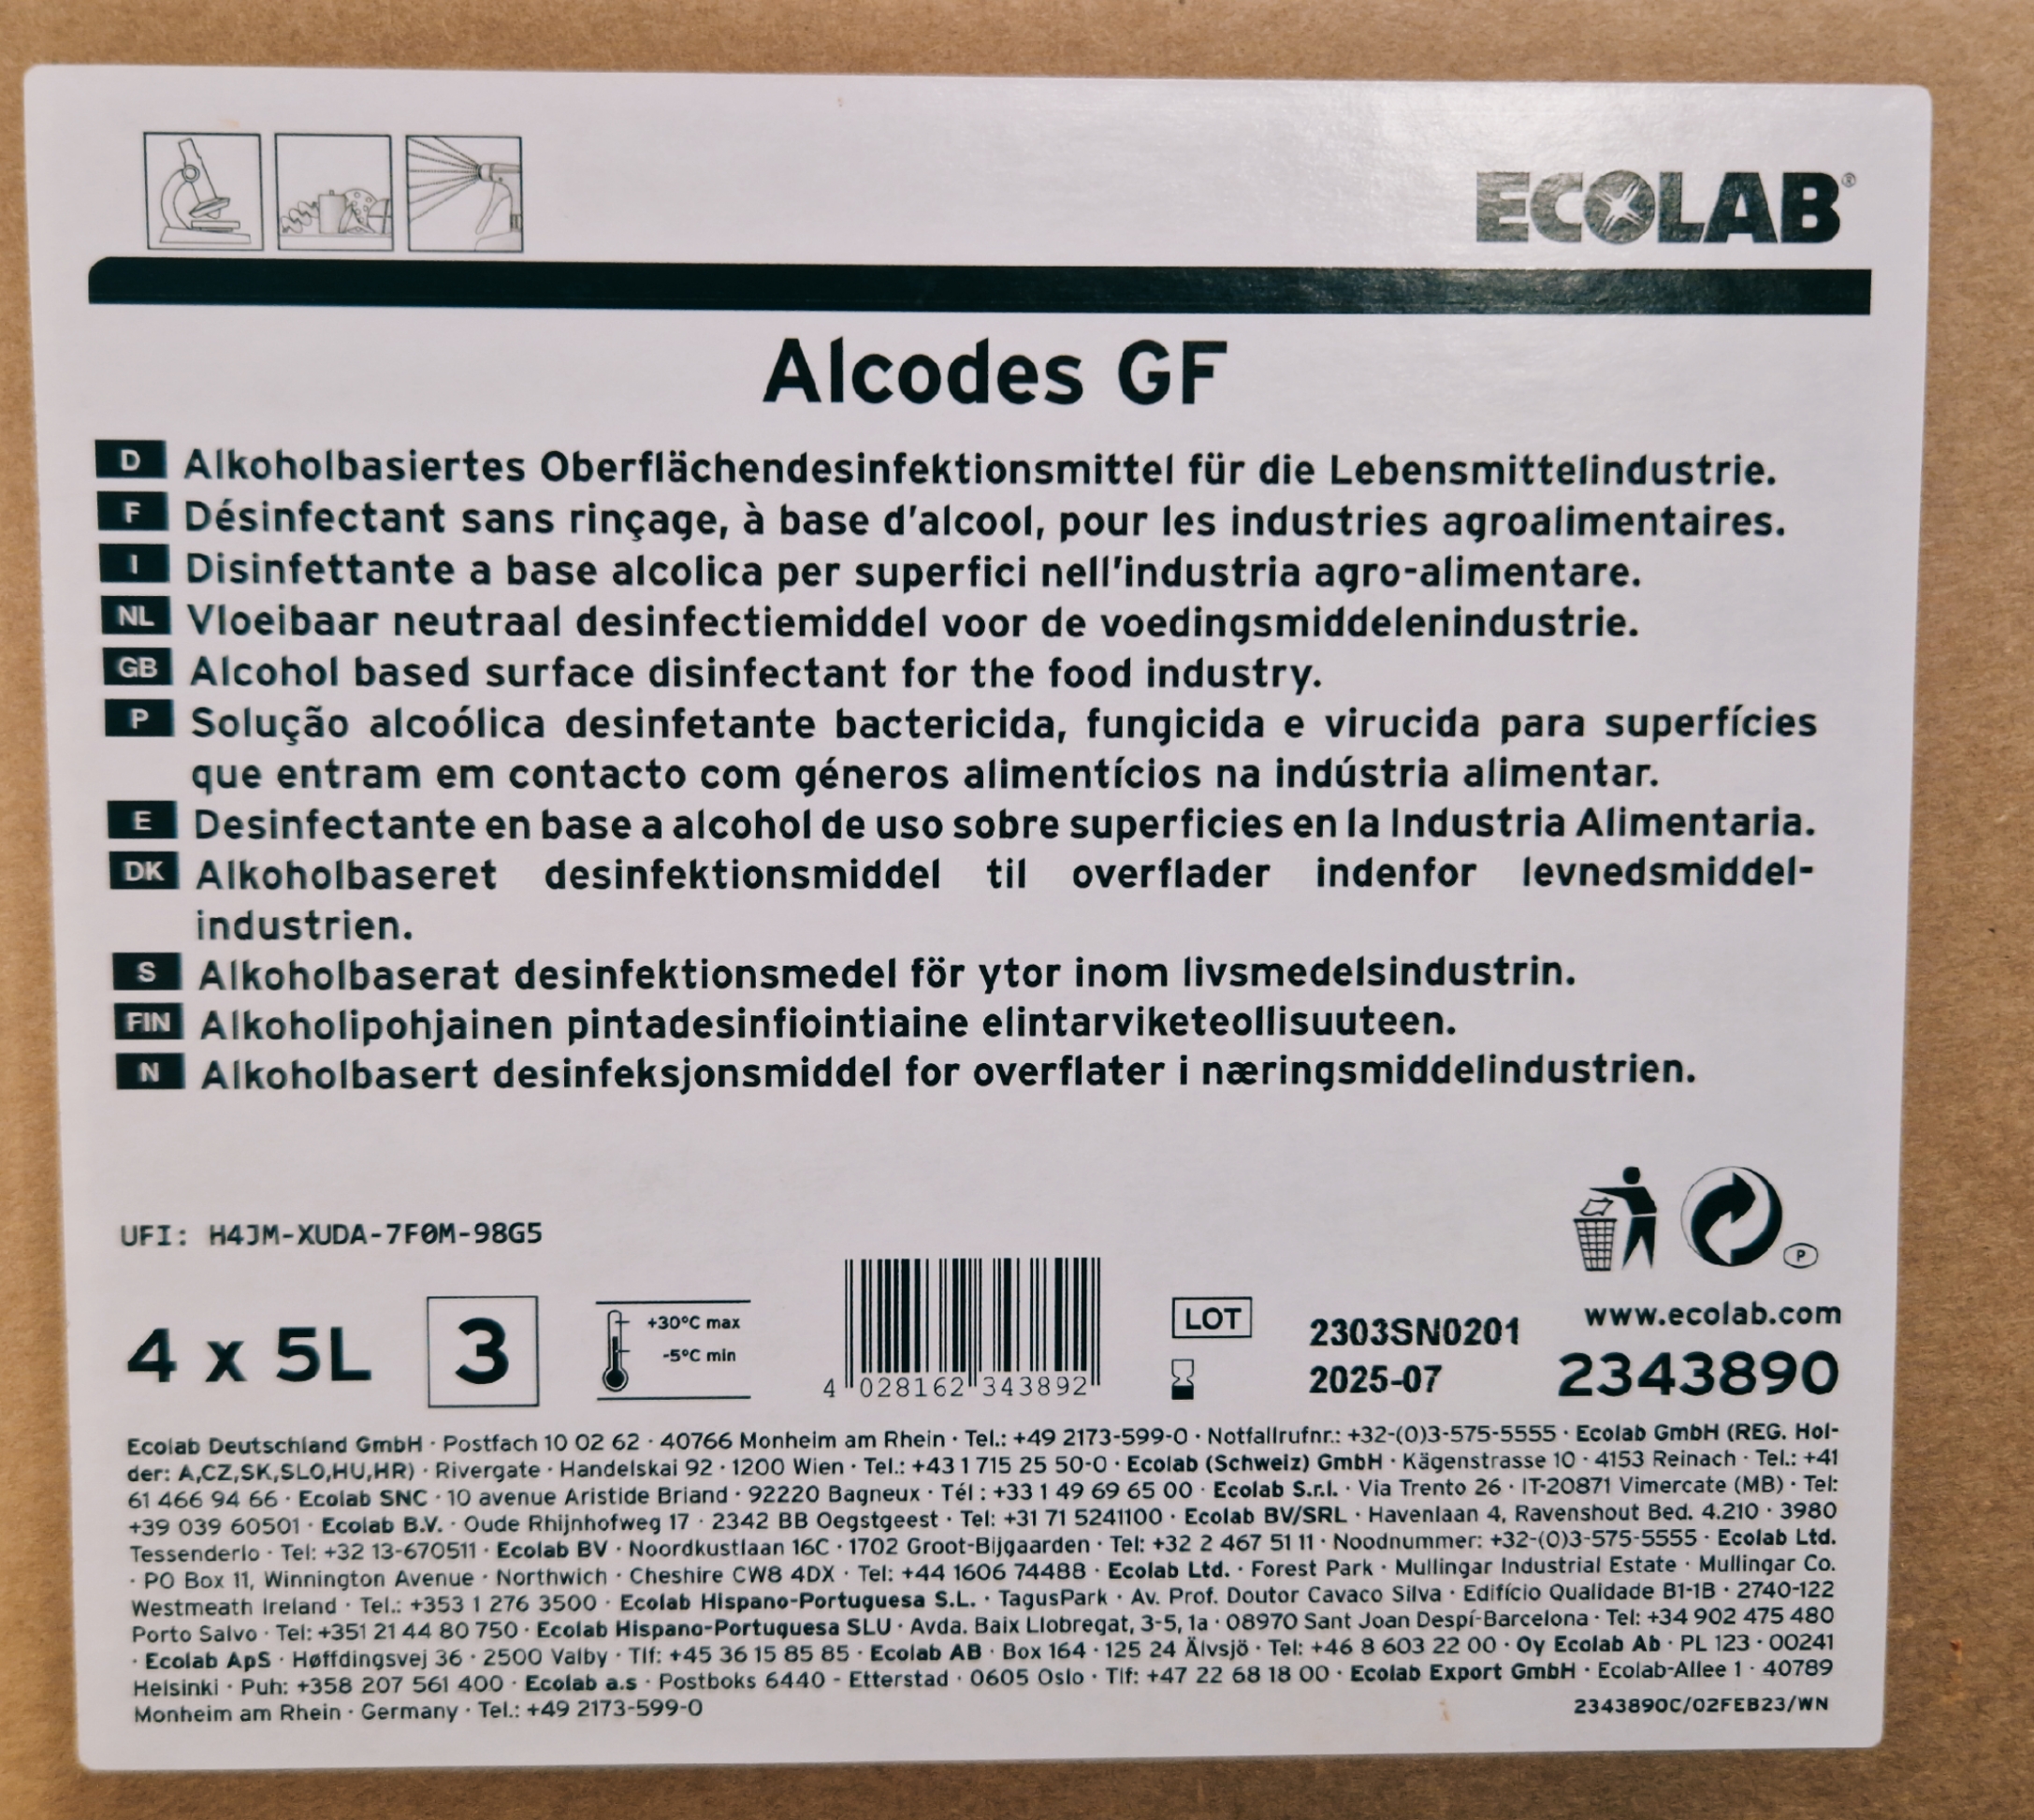 ECOLAB®
Alcodes GF
D Alkoholbasiertes Oberflächendesinfektionsmittel für die Lebensmittelindustrie.
F Désinfectant sans rinçage, à base d'alcool, pour les industries agroalimentaires.
I Disinfettante a base alcolica per superfici nell'industria agro-alimentare.
NL Vloeibaar neutraal desinfectiemiddel voor de voedingsmiddelenindustrie.
GB Alcohol based surface disinfectant for the food industry.
P Solução alcoólica desinfetante bactericida, fungicida e virucida para superfícies
que entram em contacto com géneros alimentícios na indústria alimentar.
E Desinfectante en base a alcohol de uso sobre superficies en la Industria Alimentaria.
DK Alkoholbaseret desinfektionsmiddel til overflader indenfor levnedsmiddel-
industrien.
S Alkoholbaserat desinfektionsmedel för ytor inom livsmedelsindustrin.
FIN Alkoholipohjainen pintadesinfiointiaine elintarviketeollisuuteen.
N Alkoholbasert desinfeksjonsmiddel for overflater i næringsmiddelindustrien.
UFI: H4JM-XUDA-7F0M-98G5
P
4 x 5L
3
+30°C max
-5°C min
4 028162 343892
LOT
2303SN0201
2025-07
www.ecolab.com
2343890
Ecolab Deutschland GmbH · Postfach 10 02 62 · 40766 Monheim am Rhein · Tel.: +49 2173-599-0 · Notfallrufnr.: +32-(0)3-575-5555 · Ecolab GmbH (REG. Hol-
der: A,CZ,SK,SLO,HU,HR) · Rivergate · Handelskai 92 · 1200 Wien · Tel.: +43 1 715 25 50-0 · Ecolab (Schweiz) GmbH · Kägenstrasse 10 · 4153 Reinach · Tel.: +41
61 466 94 66 · Ecolab SNC · 10 avenue Aristide Briand · 92220 Bagneux · Tél : +33 1 49 69 65 00 · Ecolab S.r.l. · Via Trento 26 · IT-20871 Vimercate (MB) · Tel:
+39 039 60501 · Ecolab B.V. · Oude Rhijnhofweg 17 · 2342 BB Oegstgeest · Tel: +31 71 5241100 · Ecolab BV/SRL · Havenlaan 4, Ravenshout Bed. 4.210 · 3980
Tessenderlo · Tel: +32 13-670511 · Ecolab BV · Noordkustlaan 16C · 1702 Groot-Bijgaarden · Tel: +32 2 467 51 11 · Noodnummer: +32-(0)3-575-5555 · Ecolab Ltd.
· PO Box 11, Winnington Avenue · Northwich · Cheshire CW8 4DX · Tel: +44 1606 74488 · Ecolab Ltd. · Forest Park · Mullingar Industrial Estate · Mullingar Co.
Westmeath Ireland · Tel.: +353 1 276 3500 · Ecolab Hispano-Portuguesa S.L. · TagusPark · Av. Prof. Doutor Cavaco Silva · Edifício Qualidade B1-1B · 2740-122
Porto Salvo · Tel: +351 21 44 80 750 · Ecolab Hispano-Portuguesa SLU · Avda. Baix Llobregat, 3-5, 1a · 08970 Sant Joan Despí-Barcelona · Tel: +34 902 475 480
· Ecolab ApS · Høffdingsvej 36 · 2500 Valby · Tlf: +45 36 15 85 85 · Ecolab AB · Box 164 · 125 24 Älvsjö · Tel: +46 8 603 22 00 · Oy Ecolab Ab · PL 123 · 00241
Helsinki · Puh: +358 207 561 400 · Ecolab a.s · Postboks 6440 - Etterstad · 0605 Oslo · Tlf: +47 22 68 18 00 · Ecolab Export GmbH · Ecolab-Allee 1 · 40789
Monheim am Rhein · Germany · Tel.: +49 2173-599-0
2343890C/02FEB23/WN